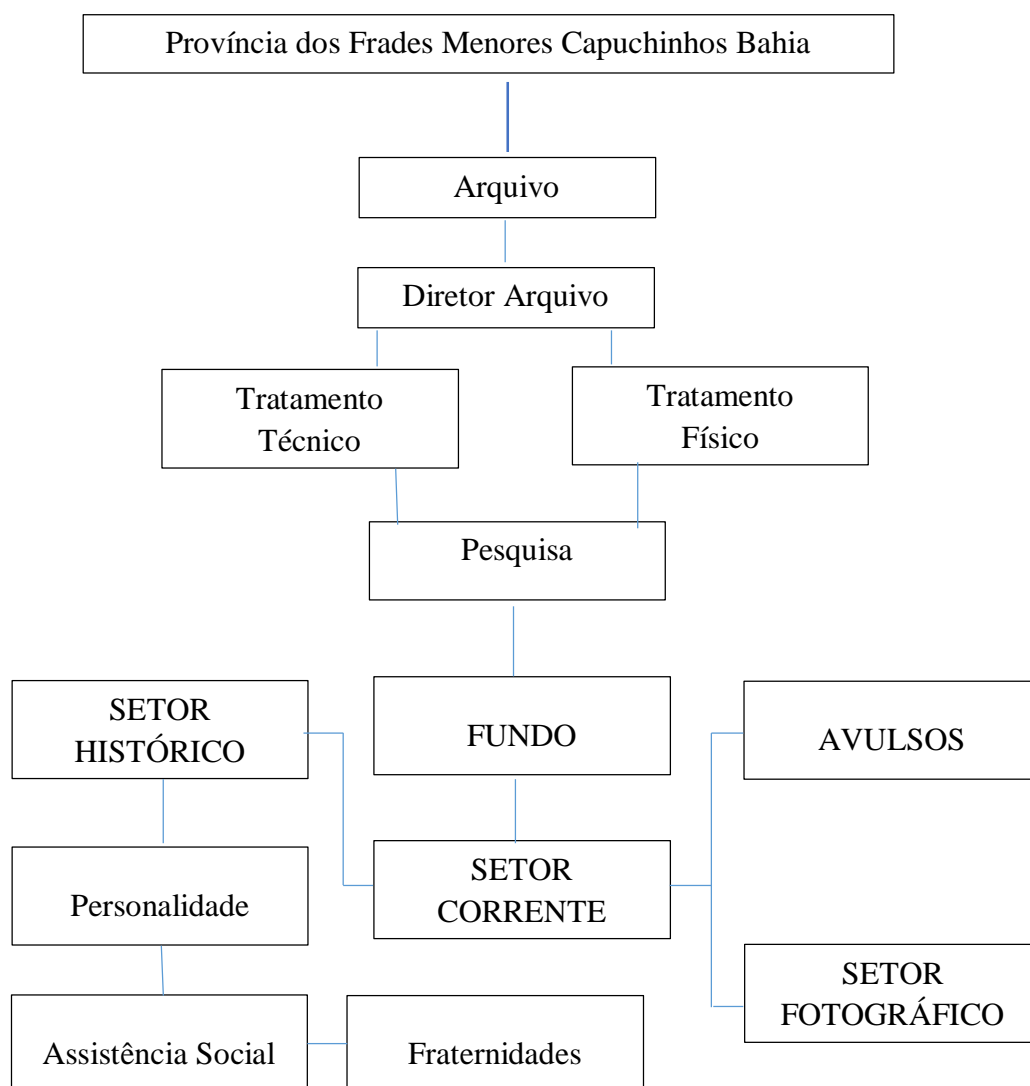 Província dos Frades Menores Capuchinhos Bahia
Arquivo
Diretor Arquivo
Tratamento
Técnico
Tratamento
Físico
Pesquisa
SETOR
HISTÓRICO
FUNDO
AVULSOS
Personalidade
SETOR
CORRENTE
SETOR
FOTOGRÁFICO
Assistência Social
Fraternidades